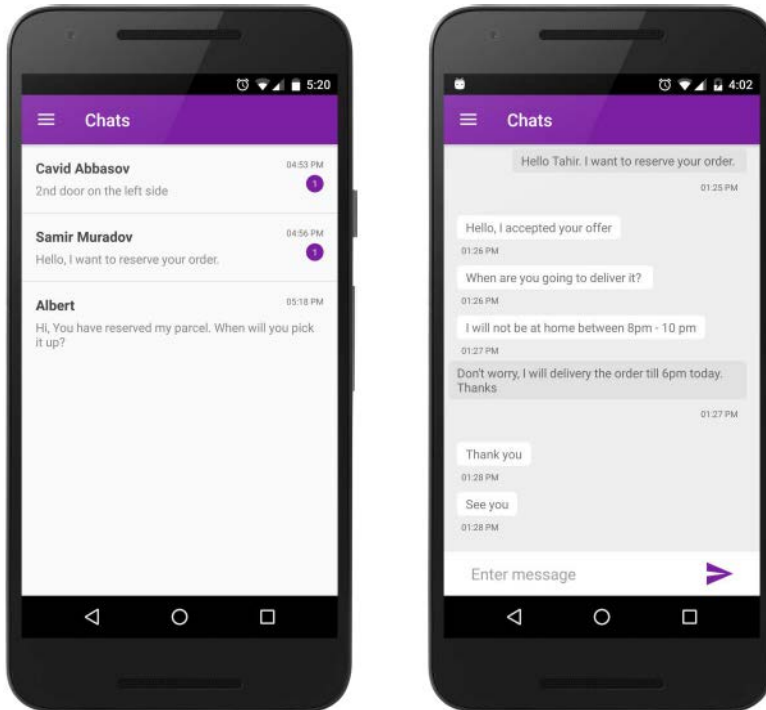 5:20
Chats
Cavid Abbasov
04:53 PM
2nd door on the left side
1
Samir Muradov
04:56 PM
Hello, I want to reserve your order.
1
Albert
05:18 PM
Hi, You have reserved my parcel. When will you pick
it up?
4:02
Chats
Hello Tahir. I want to reserve your order.
01:25 PM
Hello, I accepted your offer
01:26 PM
When are you going to deliver it?
01:26 PM
I will not be at home between 8pm - 10 pm
01:27 PM
Don't worry, I will delivery the order till 6pm today.
Thanks
01:27 PM
Thank you
01:28 PM
See you
01:28 PM
Enter message